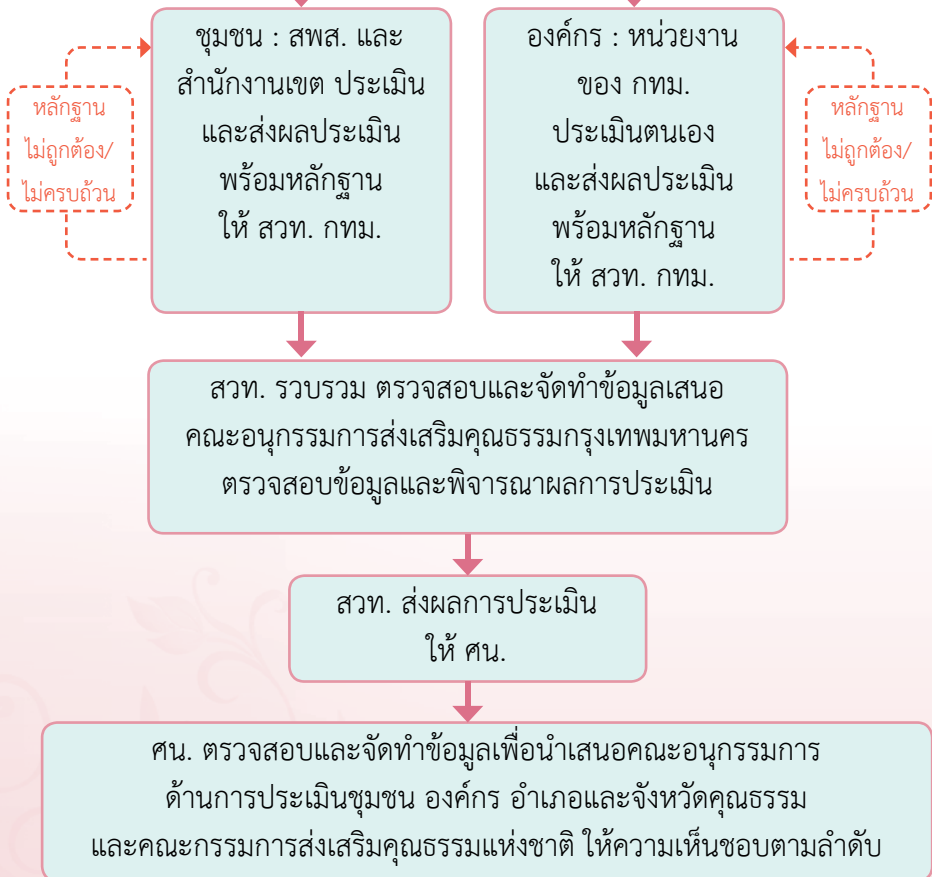 ชุมชน : สพส. และ
สำนักงานเขต ประเมิน
และส่งผลประเมิน
พร้อมหลักฐาน
ให้ สวท. กทม.
หลักฐาน
ไม่ถูกต้อง/
ไม่ครบถ้วน
องค์กร : หน่วยงาน
ของ กทม.
ประเมินตนเอง
และส่งผลประเมิน
พร้อมหลักฐาน
ให้ สวท. กทม.
หลักฐาน
ไม่ถูกต้อง/
ไม่ครบถ้วน
สวท. รวบรวม ตรวจสอบและจัดทำข้อมูลเสนอ
คณะอนุกรรมการส่งเสริมคุณธรรมกรุงเทพมหานคร
ตรวจสอบข้อมูลและพิจารณาผลการประเมิน
สวท. ส่งผลการประเมิน
ให้ ศน.
ศน. ตรวจสอบและจัดทำข้อมูลเพื่อนำเสนอคณะอนุกรรมการ
ด้านการประเมินชุมชน องค์กร อำเภอและจังหวัดคุณธรรม
และคณะกรรมการส่งเสริมคุณธรรมแห่งชาติ ให้ความเห็นชอบตามลำดับ